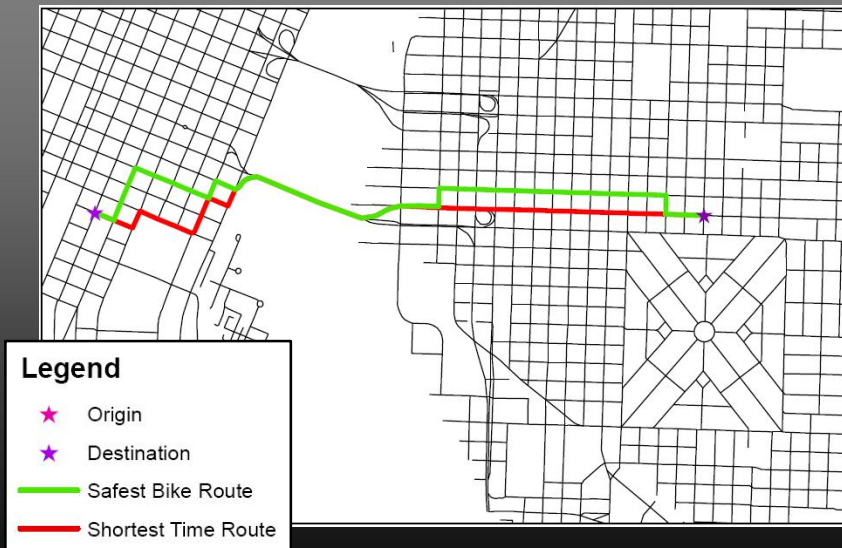 Legend
Origin
Destination
Safest Bike Route
Shortest Time Route